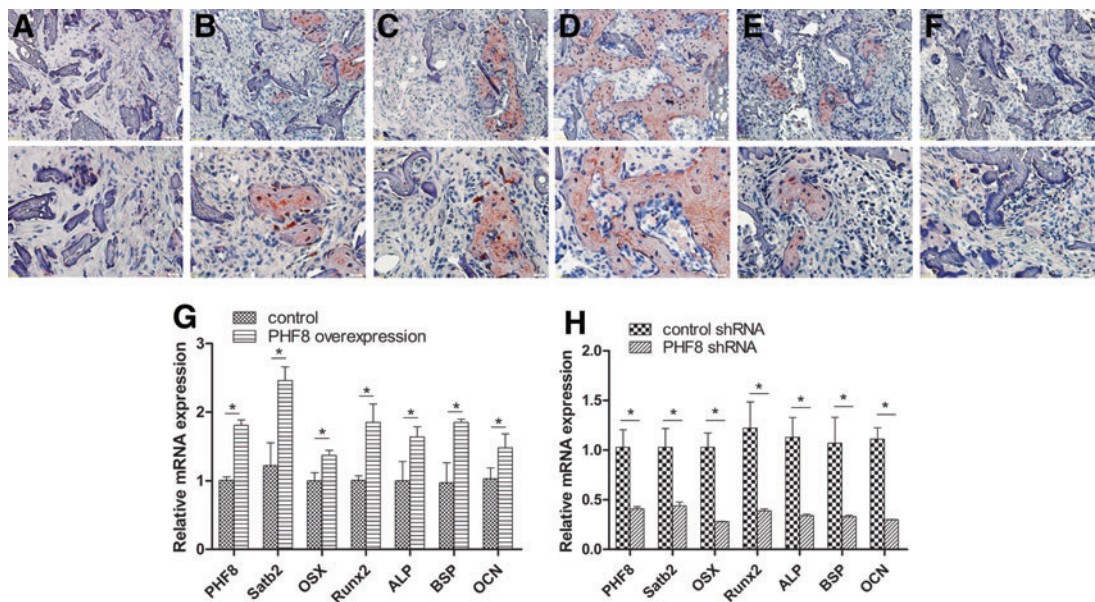 A B C D E F
G
control
PHF8 overexpression
Relative mRNA expression
3
2
1
0
* * * * * * *
PHF8 Satb2 OSX Runx2 ALP BSP OCN
H
control shRNA
PHF8 shRNA
Relative mRNA expression
2.0
1.5
1.0
0.5
0.0
* * * * * * *
PHF8 Satb2 OSX Runx2 ALP BSP OCN